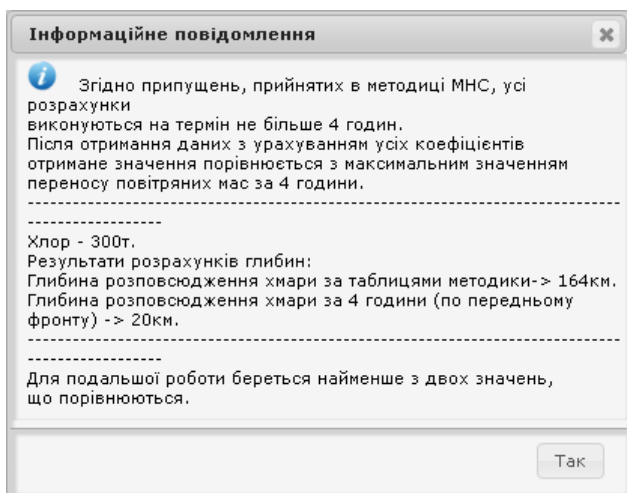 Інформаційне повідомлення
Згідно припущень, прийнятих в методиці МНС, усі
розрахунки
виконуються на термін не більше 4 годин.
Після отримання даних з урахуванням усіх коефіцієнтів
отримане значення порівнюється з максимальним значенням
переносу повітряних мас за 4 години.
--------------------------------------------------------------------------
-----------------
Хлор - 300т.
Результати розрахунків глибин:
Глибина розповсюдження хмари за таблицями методики-> 164км.
Глибина розповсюдження хмари за 4 години (по передньому
фронту) -> 20км.
--------------------------------------------------------------------------
-----------------
Для подальшої роботи береться найменше з двох значень,
що порівнюються.
Так